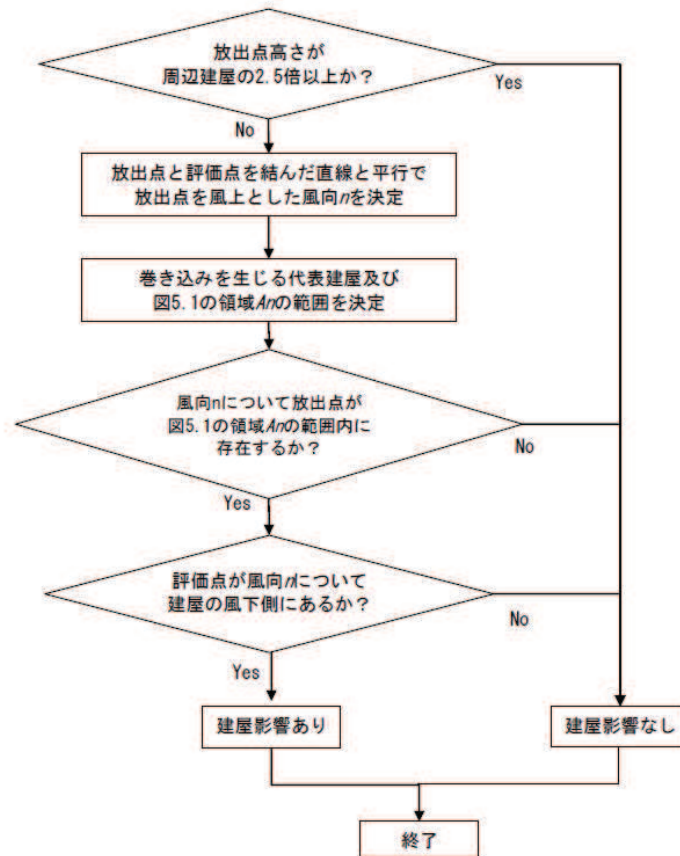 放出点高さが
周辺建屋の2.5倍以上か？
Yes
No
放出点と評価点を結んだ直線と平行で
放出点を風上とした風向nを決定
巻き込みを生じる代表建屋及び
図5.1の領域Anの範囲を決定
風向nについて放出点が
図5.1の領域Anの範囲内に
存在するか？
No
Yes
評価点が風向nについて
建屋の風下側にあるか？
No
Yes
建屋影響あり
建屋影響なし
終了